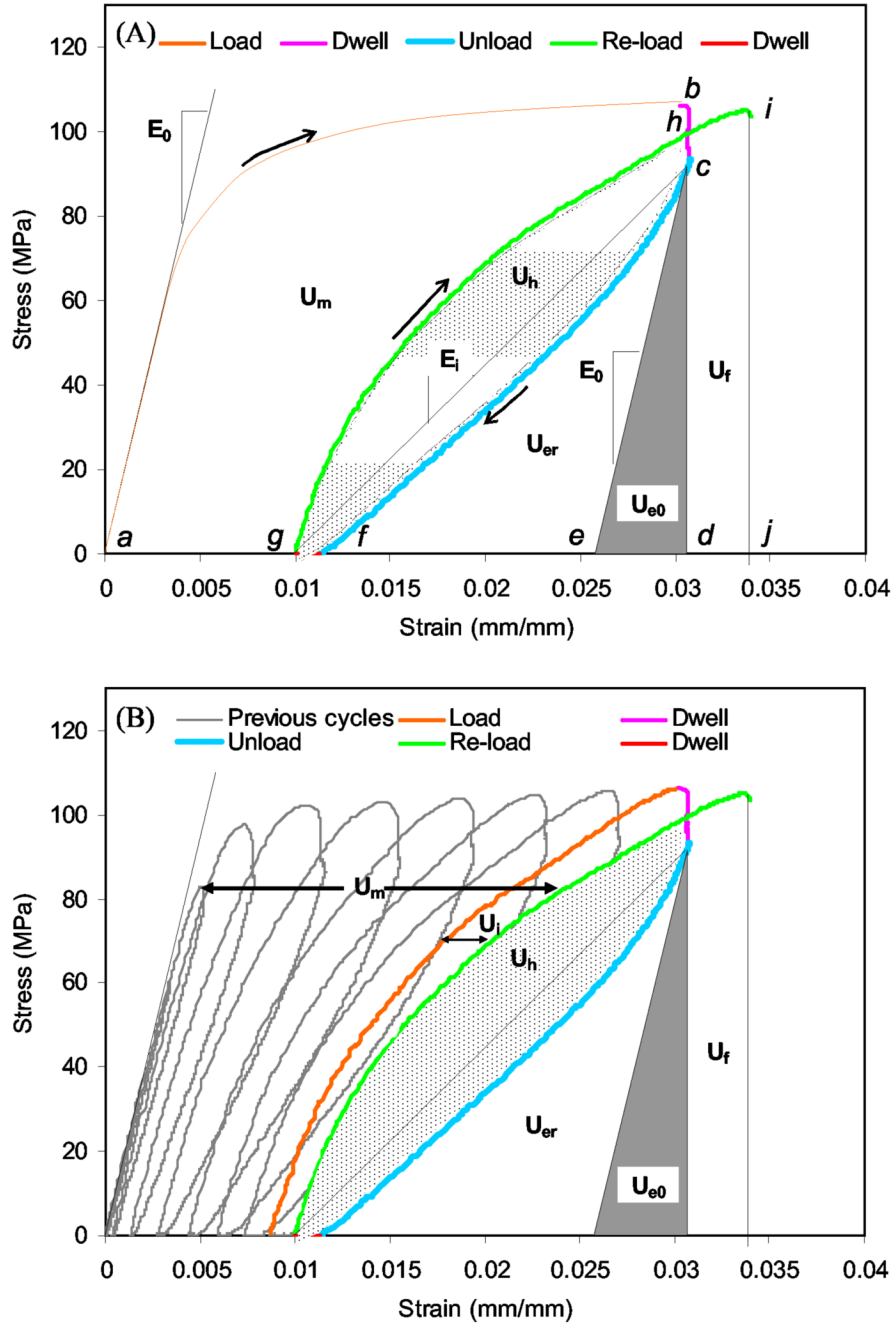 (A) Load Dwell Unload Re-load Dwell
120
100
80
60
40
20
0
Stress (MPa)
E0
b
h
i
c
Um
Uh
Ei
E0
Uf
Uer
Ue0
a
g
f
e
d
j
0 0.005 0.01 0.015 0.02 0.025 0.03 0.035 0.04
Strain (mm/mm)
(B) Previous cycles Load Dwell
Unload Re-load Dwell
120
100
80
60
40
20
0
Stress (MPa)
Um
Ui
Uh
Uf
Uer
Ue0
0 0.005 0.01 0.015 0.02 0.025 0.03 0.035 0.04
Strain (mm/mm)